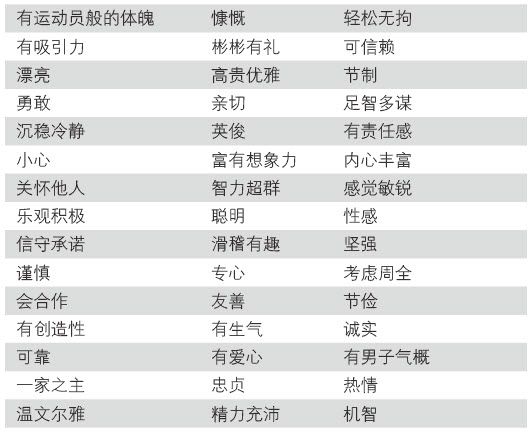 有运动员般的体魄 慷慨 轻松无拘
有吸引力 彬彬有礼 可信赖
漂亮 高贵优雅 节制
勇敢 亲切 足智多谋
沉稳冷静 英俊 有责任感
小心 富有想象力 内心丰富
关怀他人 智力超群 感觉敏锐
乐观积极 聪明 性感
信守承诺 滑稽有趣 坚强
谨慎 专心 考虑周全
会合作 友善 节俭
有创造性 有生气 诚实
可靠 有爱心 有男子气概
一家之主 忠贞 热情
温文尔雅 精力充沛 机智